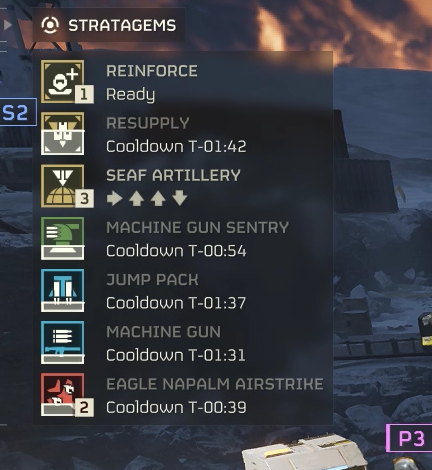 STRATAGEMS
REINFORCE
1
Ready
S2
RESUPPLY
Cooldown T-01:42
SEAF ARTILLERY
3
MACHINE GUN SENTRY
Cooldown T-00:54
JUMP PACK
Cooldown T-01:37
MACHINE GUN
Cooldown T-01:31
EAGLE NAPALM AIRSTRIKE
2
Cooldown T-00:39
P3